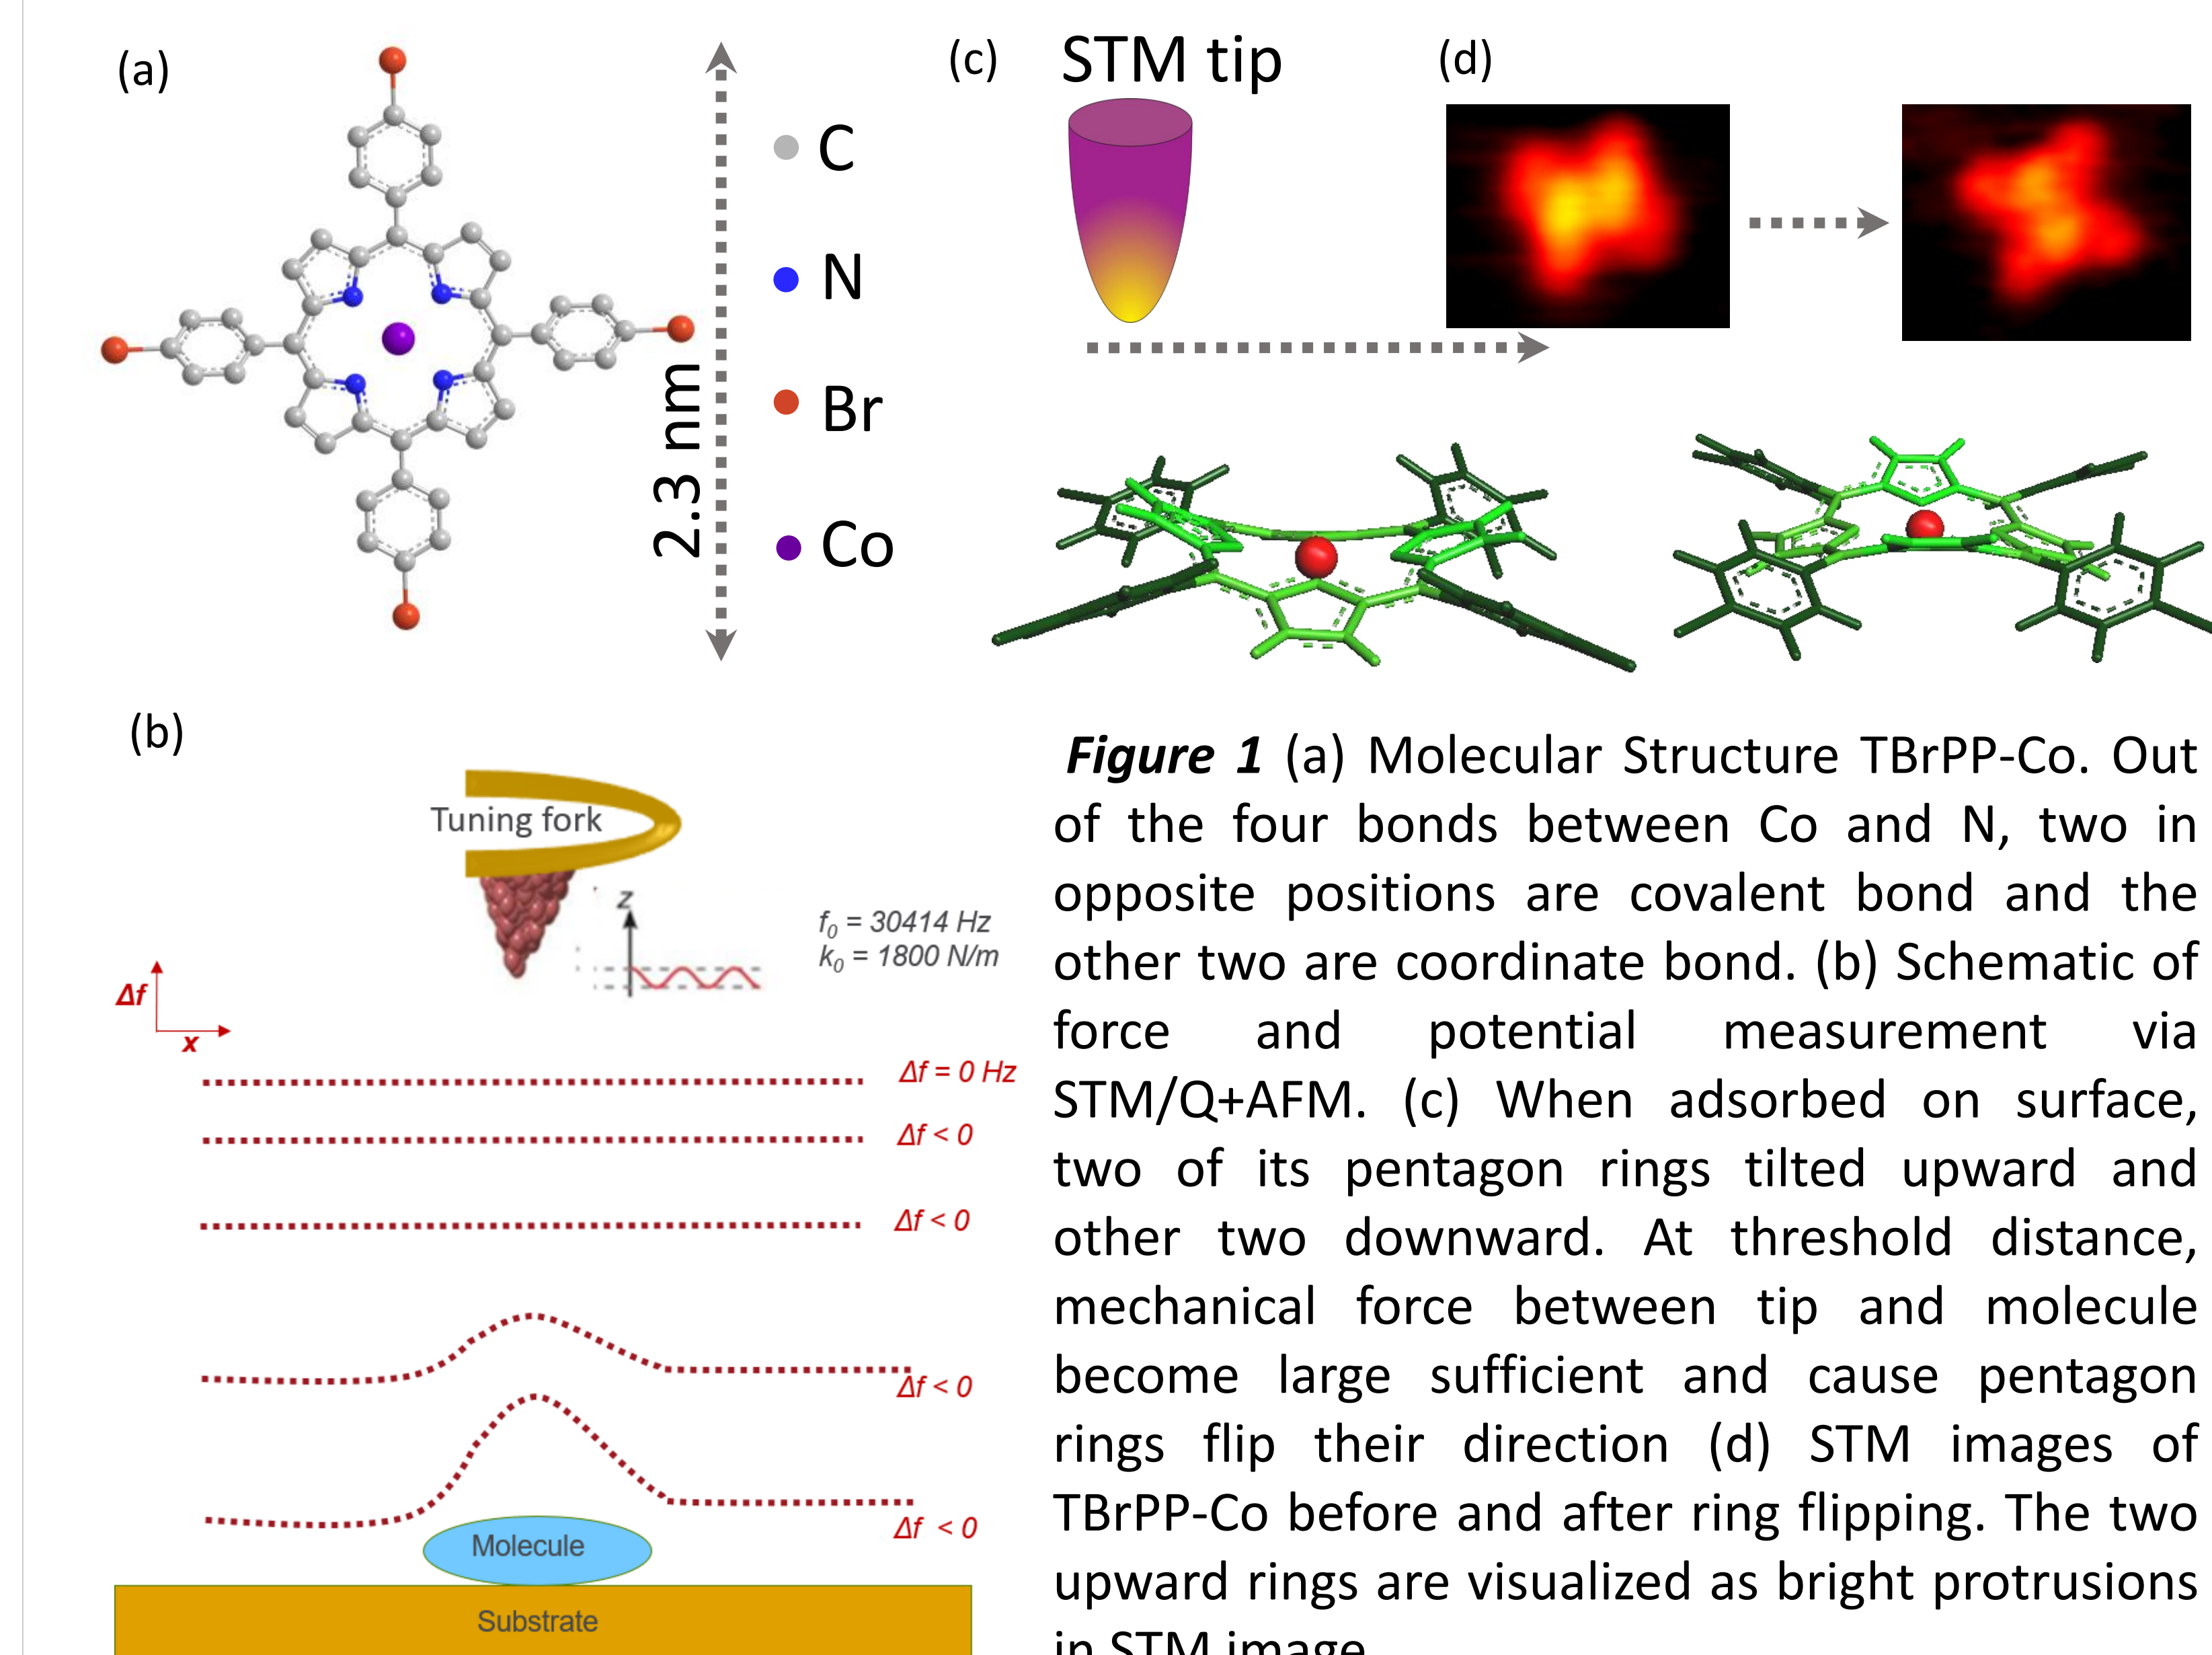 (a)
C
N
Br
Co
2.3 nm
(c)
STM tip
(d)
(b)
Tuning fork
z
f0 = 30414 Hz
k0 = 1800 N/m
Δf
x
Δf = 0 Hz
Δf < 0
Δf < 0
Δf < 0
Δf < 0
Molecule
Substrate
Figure 1 (a) Molecular Structure TBrPP-Co. Out
of the four bonds between Co and N, two in
opposite positions are covalent bond and the
other two are coordinate bond. (b) Schematic of
force and potential measurement via
STM/Q+AFM. (c) When adsorbed on surface,
two of its pentagon rings tilted upward and
other two downward. At threshold distance,
mechanical force between tip and molecule
become large sufficient and cause pentagon
rings flip their direction (d) STM images of
TBrPP-Co before and after ring flipping. The two
upward rings are visualized as bright protrusions
in STM image